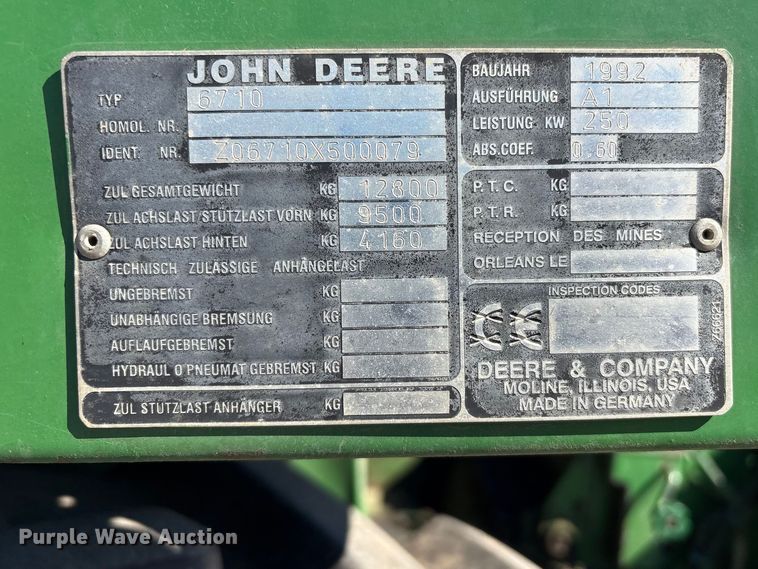 JOHN DEERE
TYP 6710
HOMOL. NR.
IDENT. NR. Z06710X500079
ZUL GESAMTGEWICHT KG 12800
ZUL ACHSLAST/STÜTZLAST VORN KG 9500
ZUL ACHSLAST HINTEN KG 4160
TECHNISCH ZULÄSSIGE ANHÄNGELAST
UNGEBREMST KG
UNABHÄNGIGE BREMSUNG KG
AUFLAUFGEBREMST KG
HYDRAUL O PNEUMAT GEBREMST KG
ZUL STÜTZLAST ANHÄNGER KG
BAUJAHR 1992
AUSFÜHRUNG A1
LEISTUNG KW 250
ABS.COEF. 0.60
P.T.C. KG
P.T.R. KG
RECEPTION DES MINES
ORLEANS LE
INSPECTION CODES
CE
Z56621
DEERE & COMPANY
MOLINE, ILLINOIS, USA
MADE IN GERMANY
Purple Wave Auction